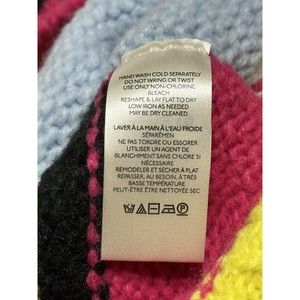 HAND WASH COLD SEPARATELY
DO NOT WRING OR TWIST
USE ONLY NON-CHLORINE
BLEACH
RESHAPE & LAY FLAT TO DRY
LOW IRON AS NEEDED
MAY BE DRY CLEANED
LAVER À LA MAIN À L'EAU FROIDE
SÉPARÉMEN
NE PAS TORDRE OU ESSORER
UTILISER UN AGENT DE
BLANCHIMENT SANS CHLORE SI
NÉCESSAIRE
REMODELER ET SÉCHER À PLAT
REPASSER, AU BESOIN, À TRÈS
BASSE TEMPÉRATURE
PEUT-ÊTRE ÊTRE NETTOYÉ SEC